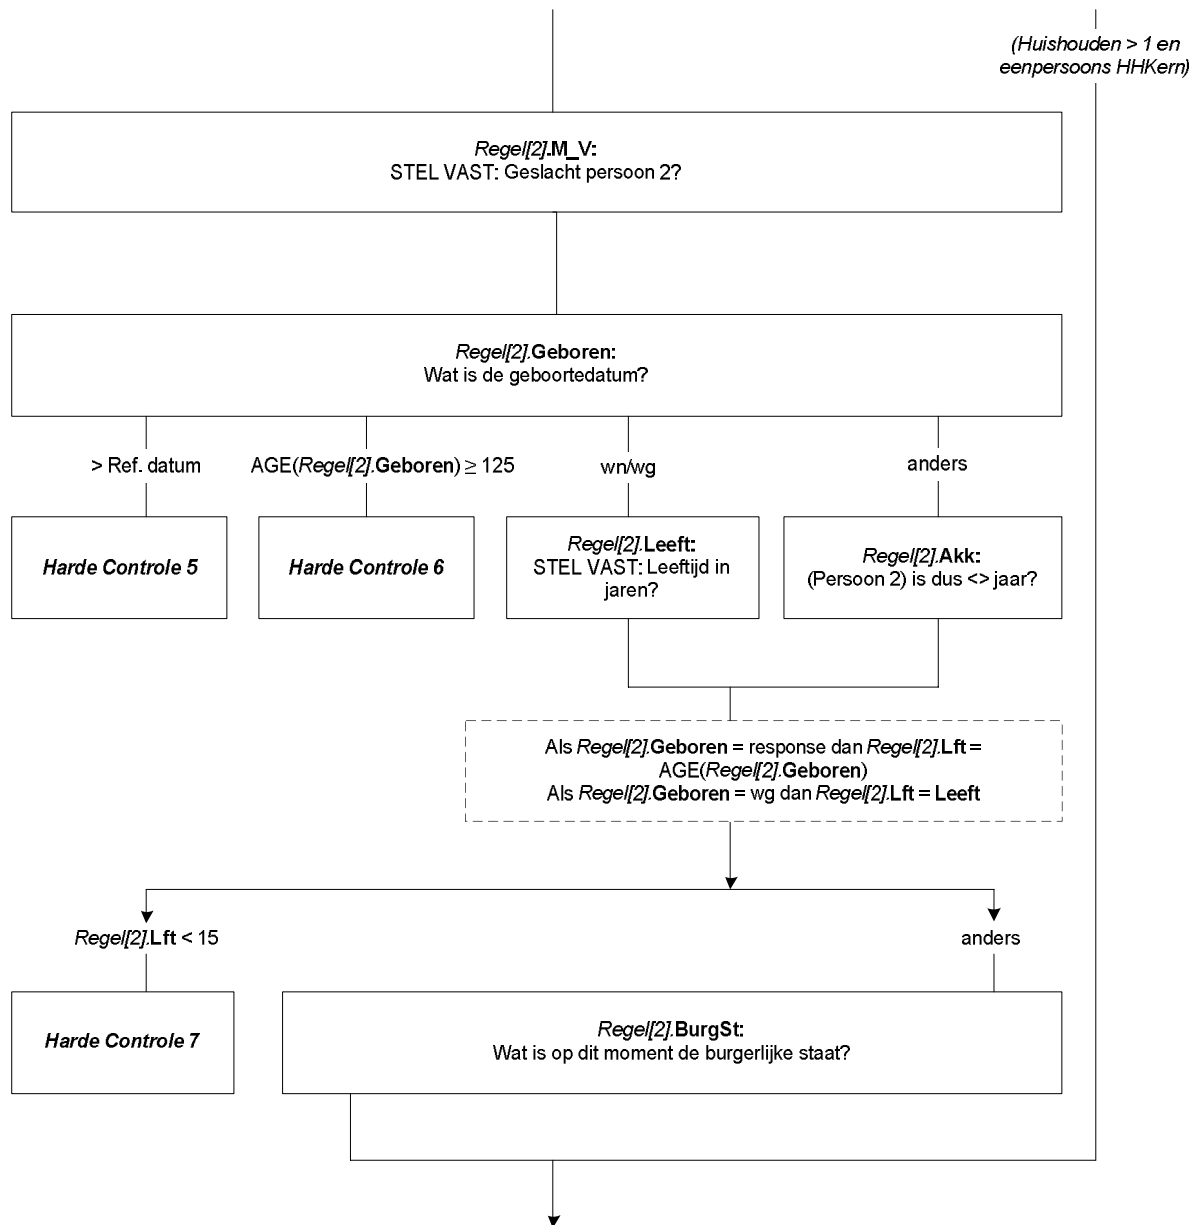 (Huishouden > 1 en
eenpersoons HHKern)
Regel[2].M_V:
STEL VAST: Geslacht persoon 2?
Regel[2].Geboren:
Wat is de geboortedatum?
> Ref. datum
AGE(Regel[2].Geboren) ≥ 125
wn/wg
anders
Harde Controle 5
Harde Controle 6
Regel[2].Leeft:
STEL VAST: Leeftijd in
jaren?
Regel[2].Akk:
(Persoon 2) is dus <> jaar?
Als Regel[2].Geboren = response dan Regel[2].Lft =
AGE(Regel[2].Geboren)
Als Regel[2].Geboren = wg dan Regel[2].Lft = Leeft
Regel[2].Lft < 15
anders
Harde Controle 7
Regel[2].BurgSt:
Wat is op dit moment de burgerlijke staat?